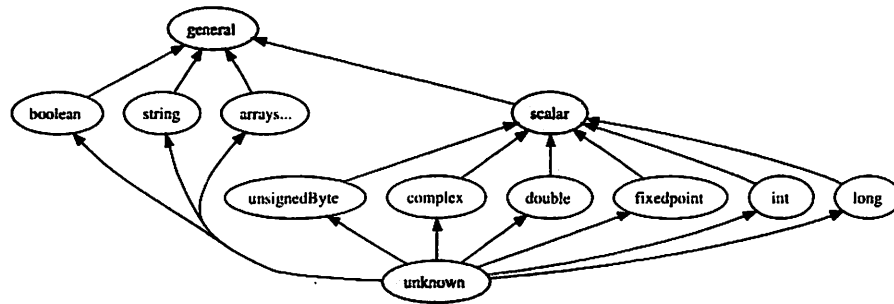 general
boolean string arrays... scalar
unsignedByte complex double fixedpoint int long
unknown